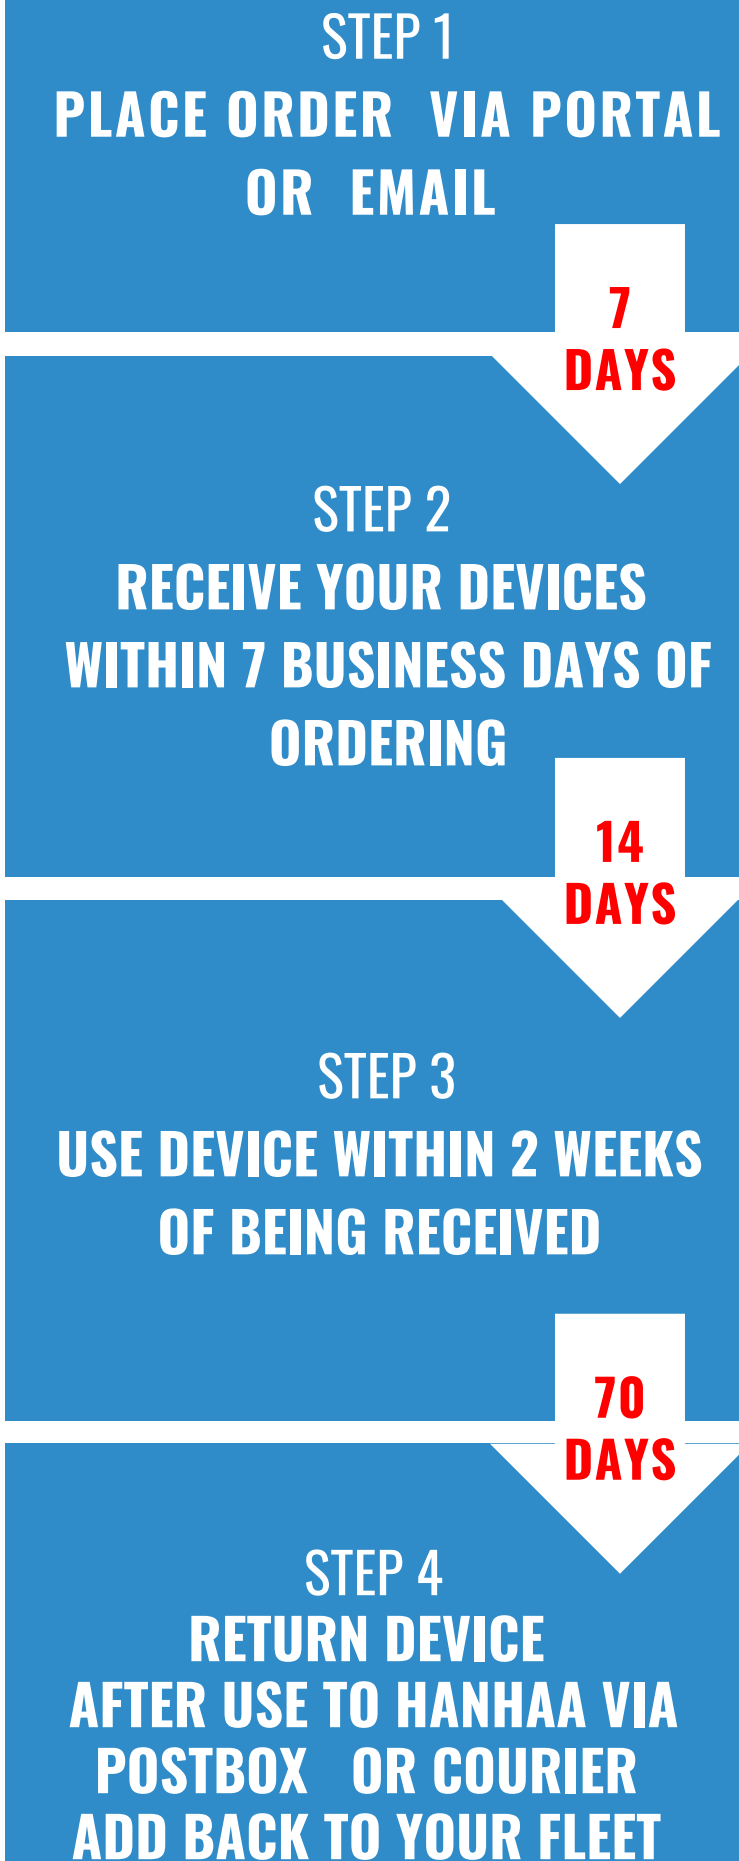 STEP 1
PLACE ORDER VIA PORTAL
OR EMAIL
7
DAYS
STEP 2
RECEIVE YOUR DEVICES
WITHIN 7 BUSINESS DAYS OF
ORDERING
14
DAYS
STEP 3
USE DEVICE WITHIN 2 WEEKS
OF BEING RECEIVED
70
DAYS
STEP 4
RETURN DEVICE
AFTER USE TO HANHAA VIA
POSTBOX OR COURIER
ADD BACK TO YOUR FLEET